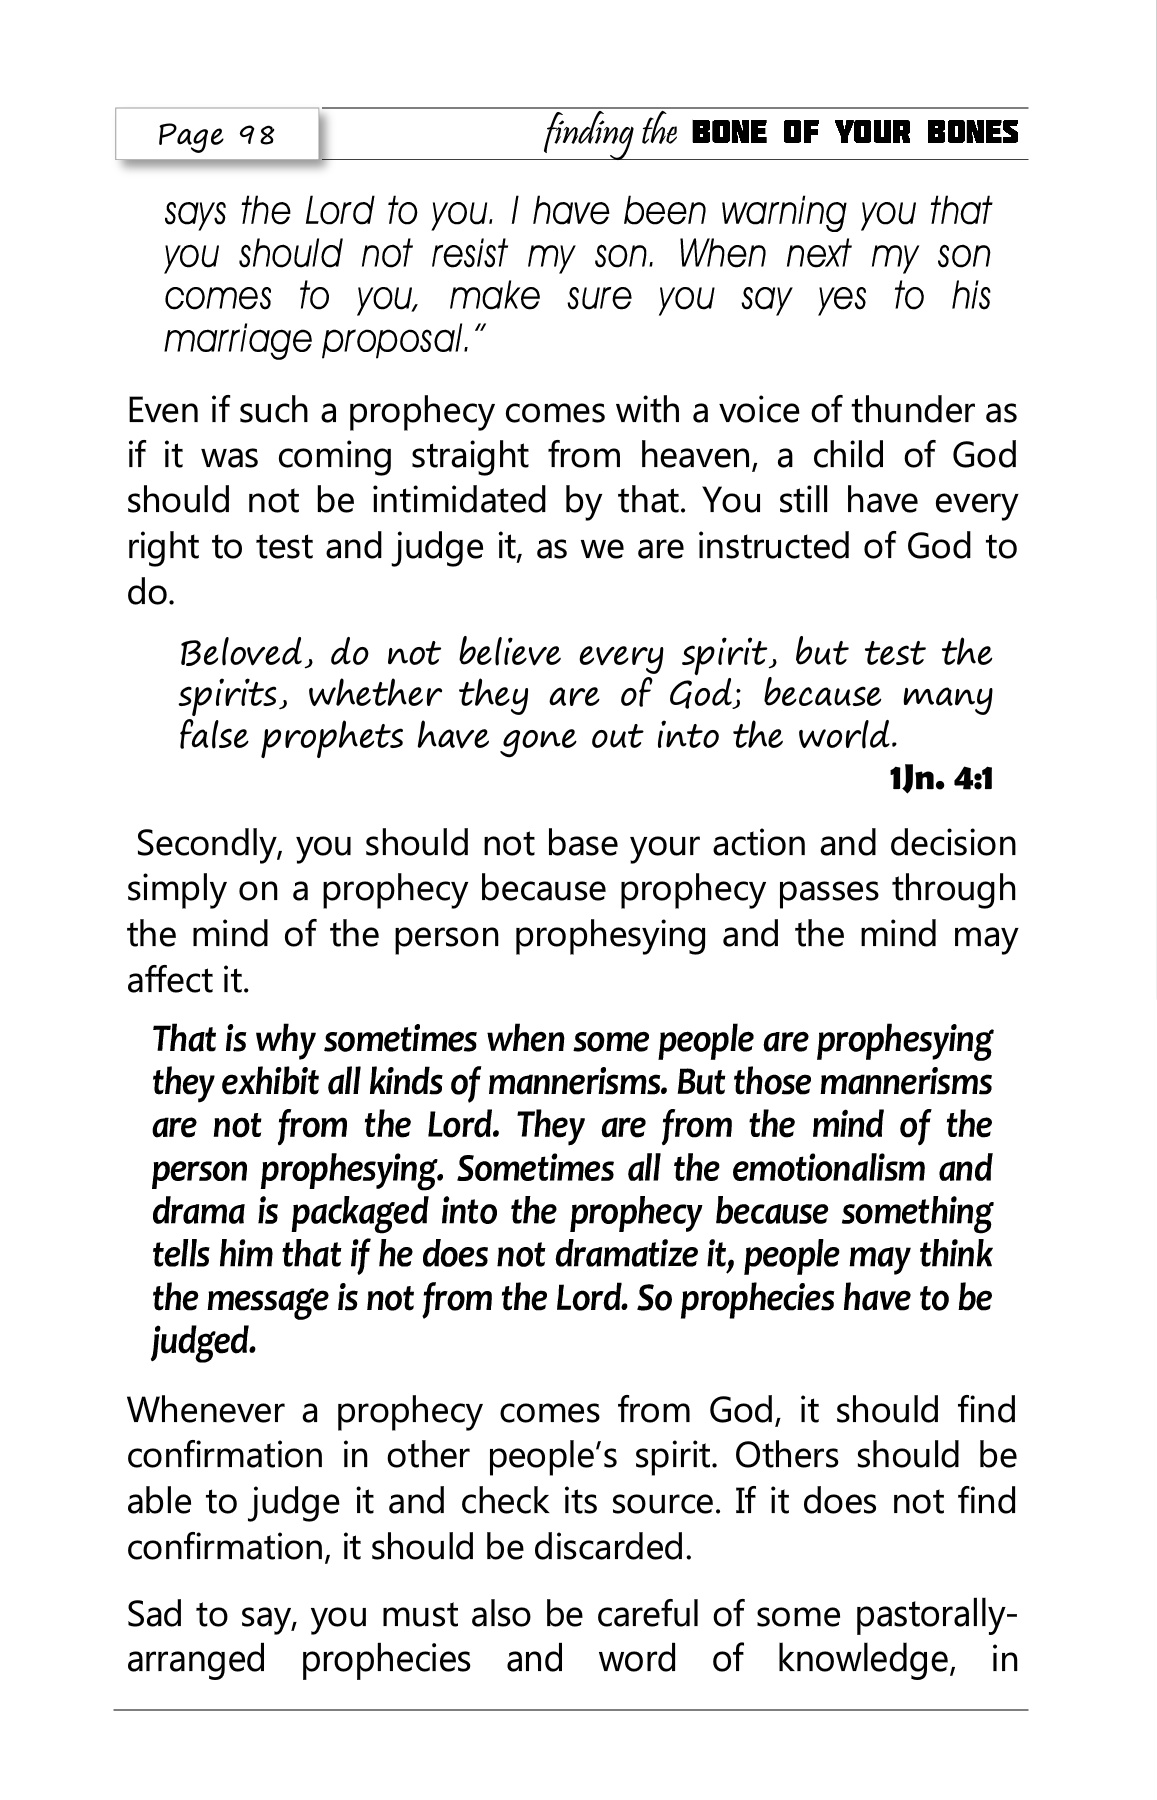 Page 98
finding the BONE OF YOUR BONES
says the Lord to you. I have been warning you that
you should not resist my son. When next my son
comes to you, make sure you say yes to his
marriage proposal.”
Even if such a prophecy comes with a voice of thunder as
if it was coming straight from heaven, a child of God
should not be intimidated by that. You still have every
right to test and judge it, as we are instructed of God to
do.
Beloved, do not believe every spirit, but test the
spirits, whether they are of God; because many
false prophets have gone out into the world.
1Jn. 4:1
Secondly, you should not base your action and decision
simply on a prophecy because prophecy passes through
the mind of the person prophesying and the mind may
affect it.
That is why sometimes when some people are prophesying
they exhibit all kinds of mannerisms. But those mannerisms
are not from the Lord. They are from the mind of the
person prophesying. Sometimes all the emotionalism and
drama is packaged into the prophecy because something
tells him that if he does not dramatize it, people may think
the message is not from the Lord. So prophecies have to be
judged.
Whenever a prophecy comes from God, it should find
confirmation in other people’s spirit. Others should be
able to judge it and check its source. If it does not find
confirmation, it should be discarded.
Sad to say, you must also be careful of some pastorally-
arranged prophecies and word of knowledge, in